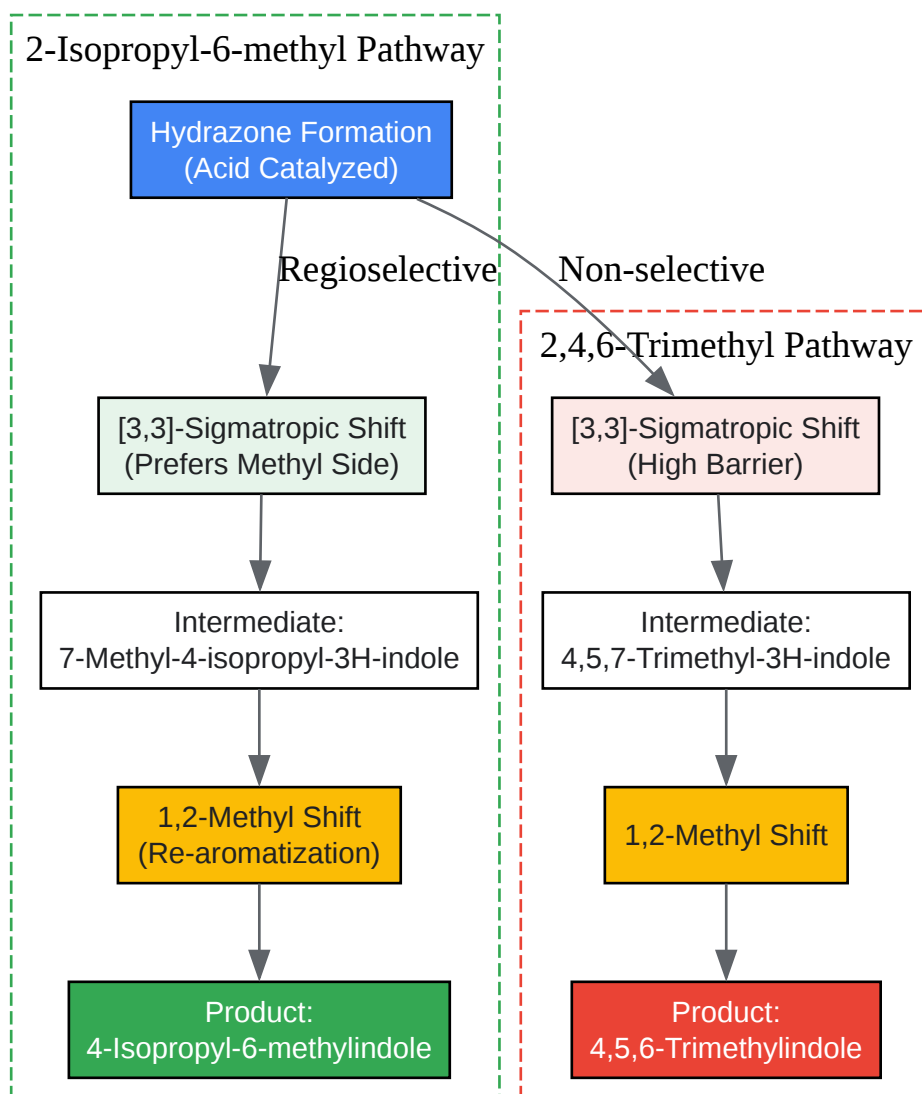 2-Isopropyl-6-methyl Pathway
Hydrazone Formation
(Acid Catalyzed)
Regioselective
Non-selective
2,4,6-Trimethyl Pathway
[3,3]-Sigmatropic Shift
(Prefers Methyl Side)
[3,3]-Sigmatropic Shift
(High Barrier)
Intermediate:
7-Methyl-4-isopropyl-3H-indole
Intermediate:
4,5,7-Trimethyl-3H-indole
1,2-Methyl Shift
(Re-aromatization)
1,2-Methyl Shift
Product:
4-Isopropyl-6-methylindole
Product:
4,5,6-Trimethylindole